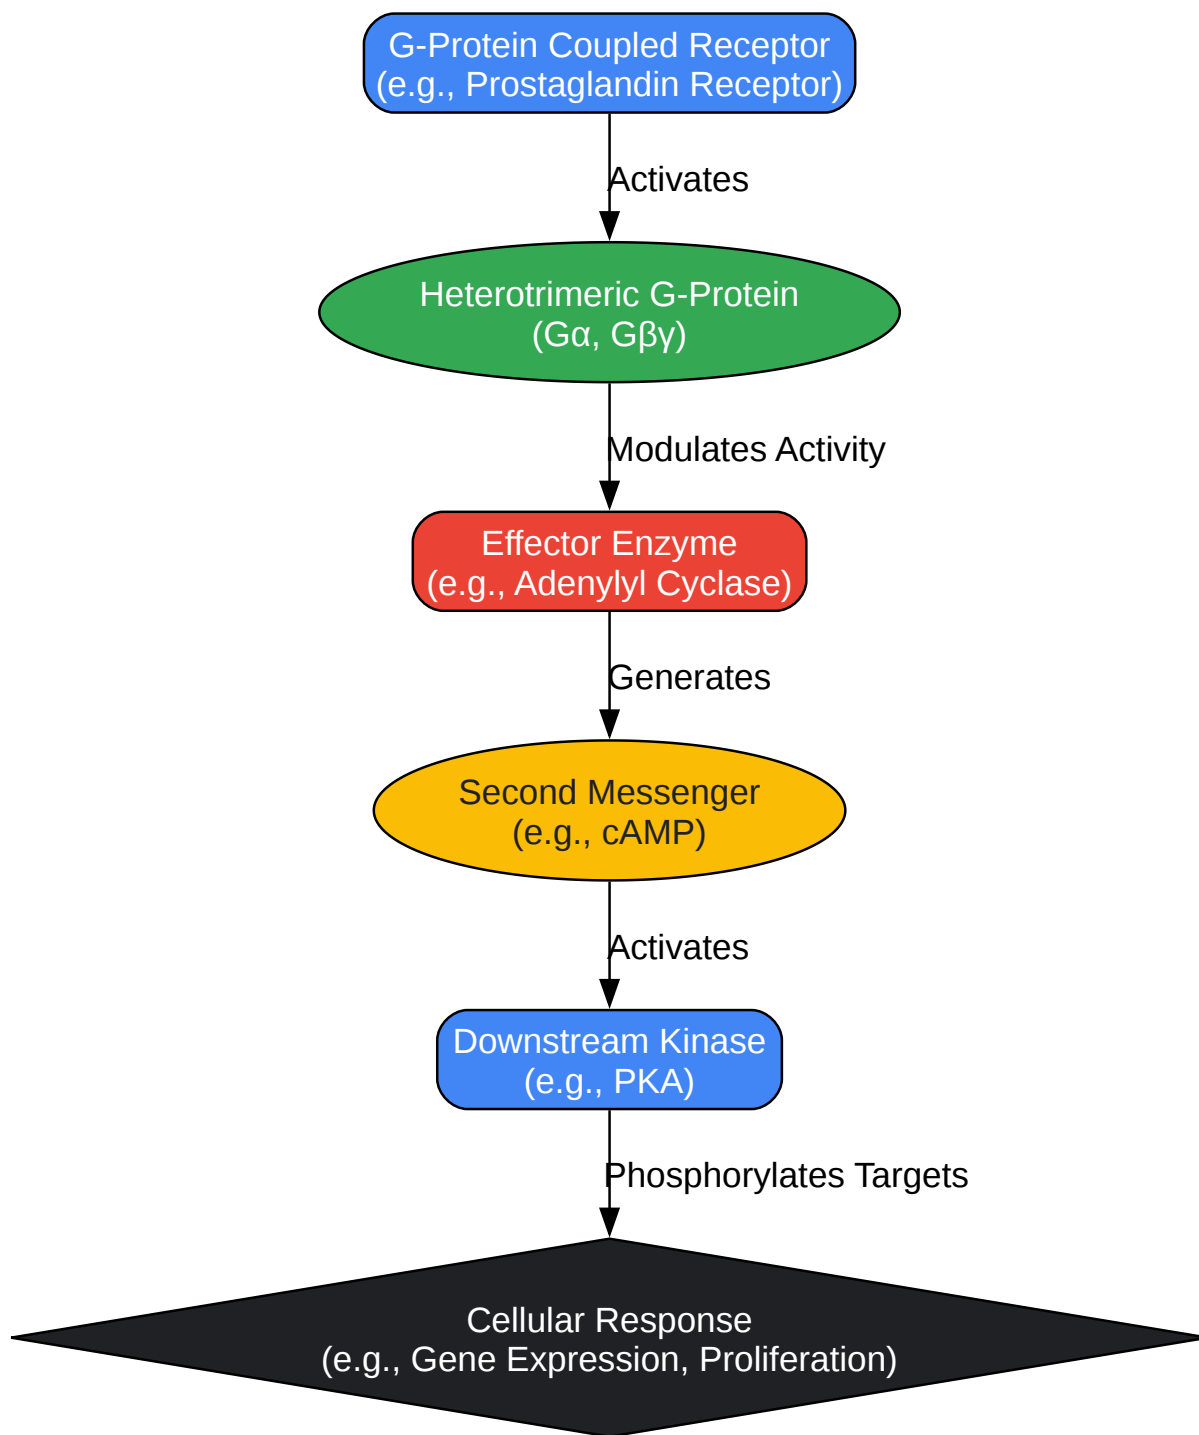 G-Protein Coupled Receptor
(e.g., Prostaglandin Receptor)
Activates
Heterotrimeric G-Protein
(Gα, Gβγ)
Modulates Activity
Effector Enzyme
(e.g., Adenylyl Cyclase)
Generates
Second Messenger
(e.g., cAMP)
Activates
Downstream Kinase
(e.g., PKA)
Phosphorylates Targets
Cellular Response
(e.g., Gene Expression, Proliferation)